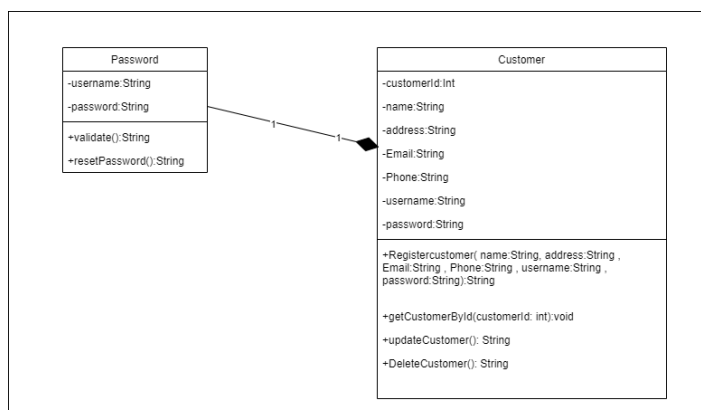 Password
-username:String
-password:String
+validate():String
+resetPassword():String
1
1
Customer
-customerId:Int
-name:String
-address:String
-Email:String
-Phone:String
-username:String
-password:String
+Registercustomer( name:String, address:String ,
Email:String , Phone:String , username:String ,
password:String):String
+getCustomerById(customerId: int):void
+updateCustomer(): String
+DeleteCustomer(): String